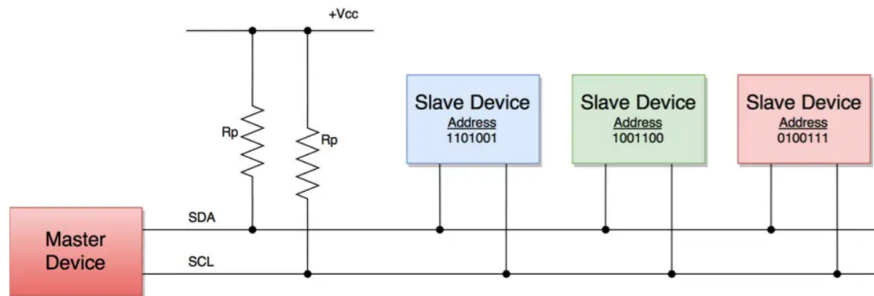 +Vcc
Rp
Rp
Slave Device
Address
1101001
Slave Device
Address
1001100
Slave Device
Address
0100111
SDA
Master
Device
SCL